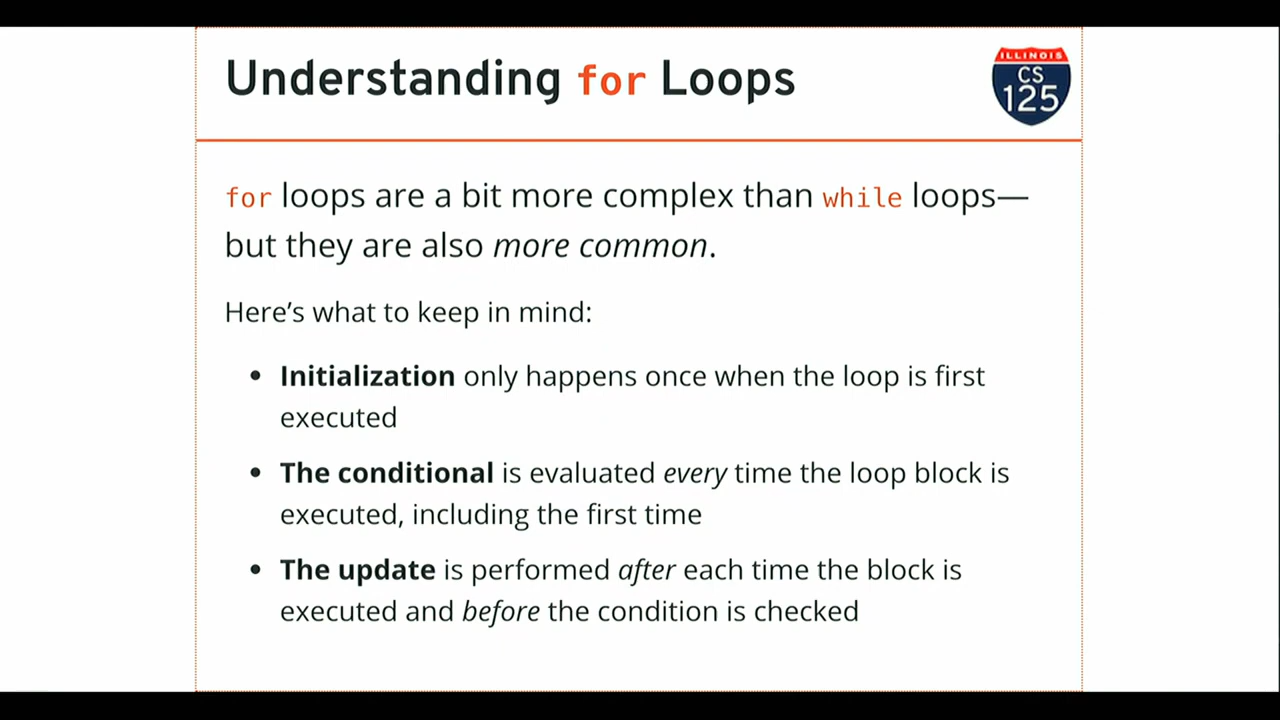 Understanding for Loops
ILLINOIS
CS
125
for loops are a bit more complex than while loops—
but they are also more common.
Here’s what to keep in mind:
• Initialization only happens once when the loop is first
executed
• The conditional is evaluated every time the loop block is
executed, including the first time
• The update is performed after each time the block is
executed and before the condition is checked